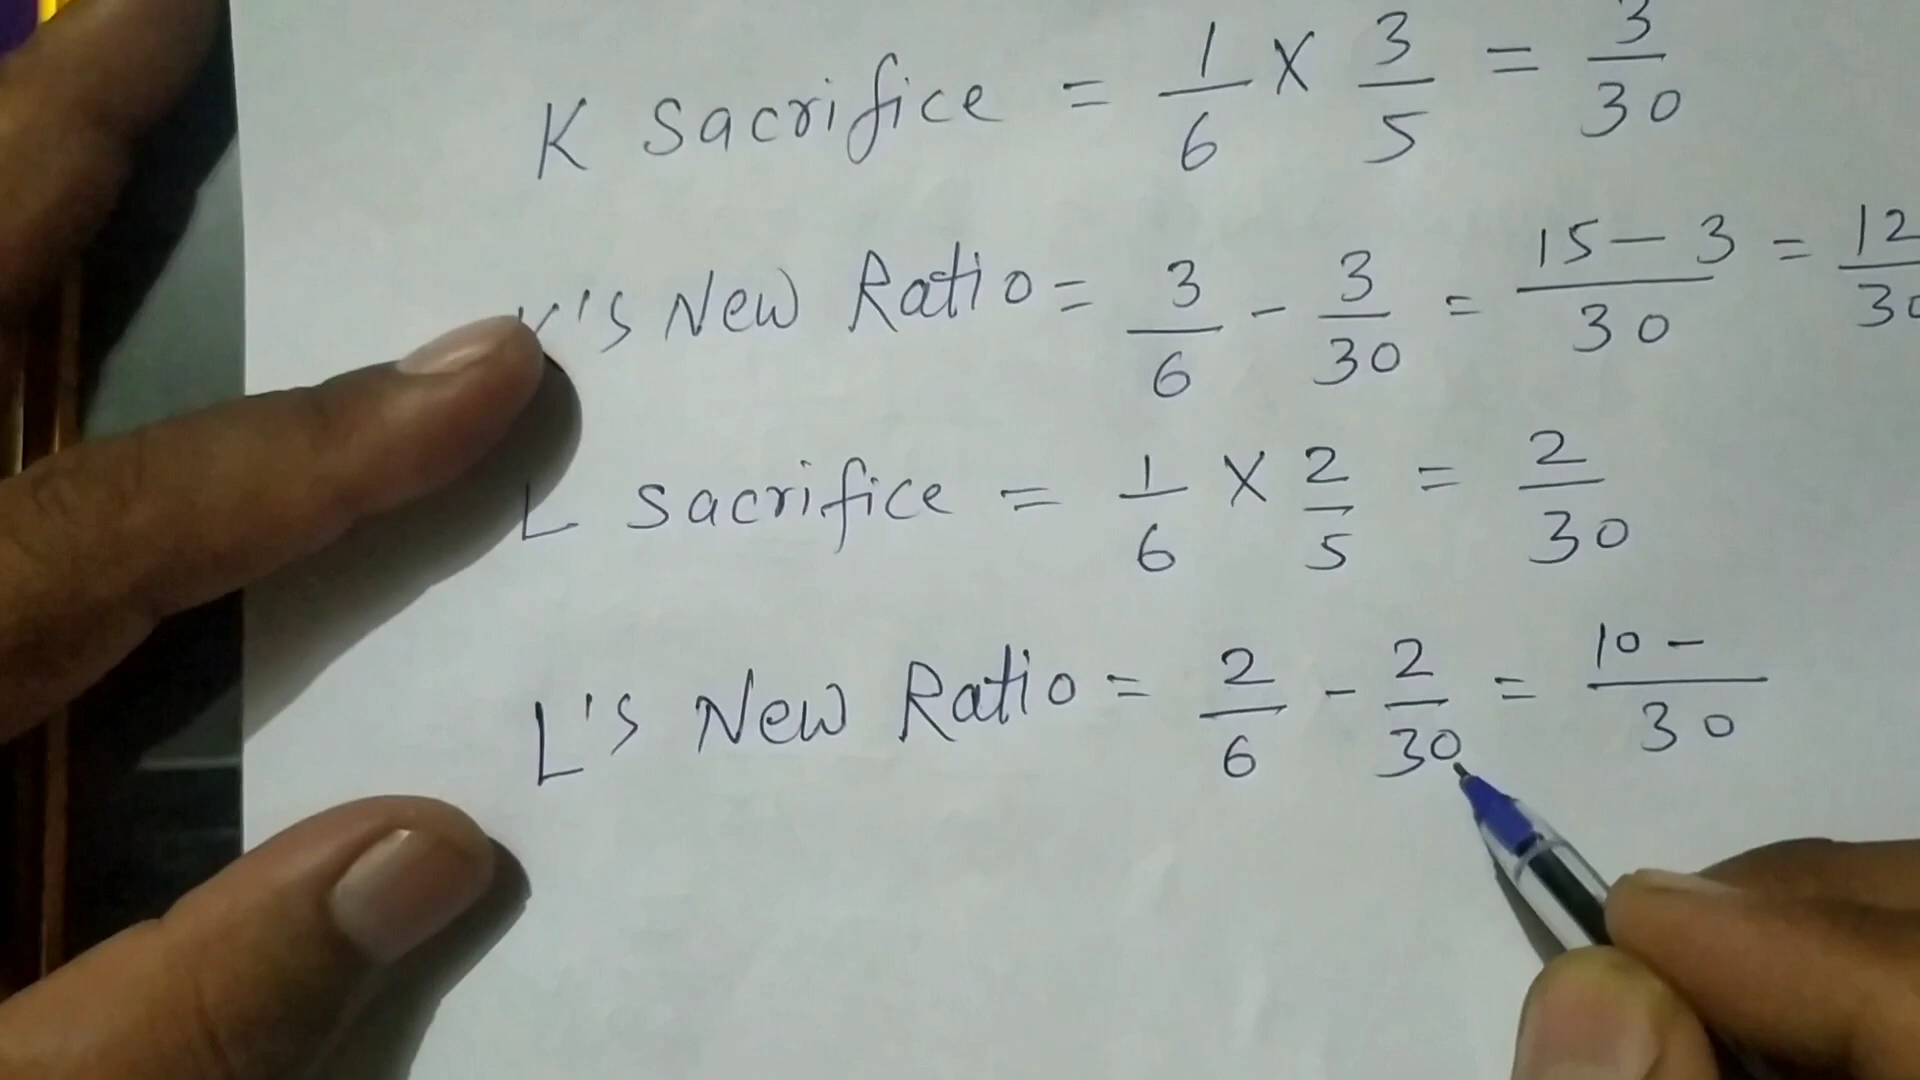 K Sacrifice = 1/6 X 3/5 = 3/30
K's New Ratio = 3/6 - 3/30 = 15-3/30 = 12/30
L Sacrifice = 1/6 X 2/5 = 2/30
L's New Ratio = 2/6 - 2/30 = 10-/30